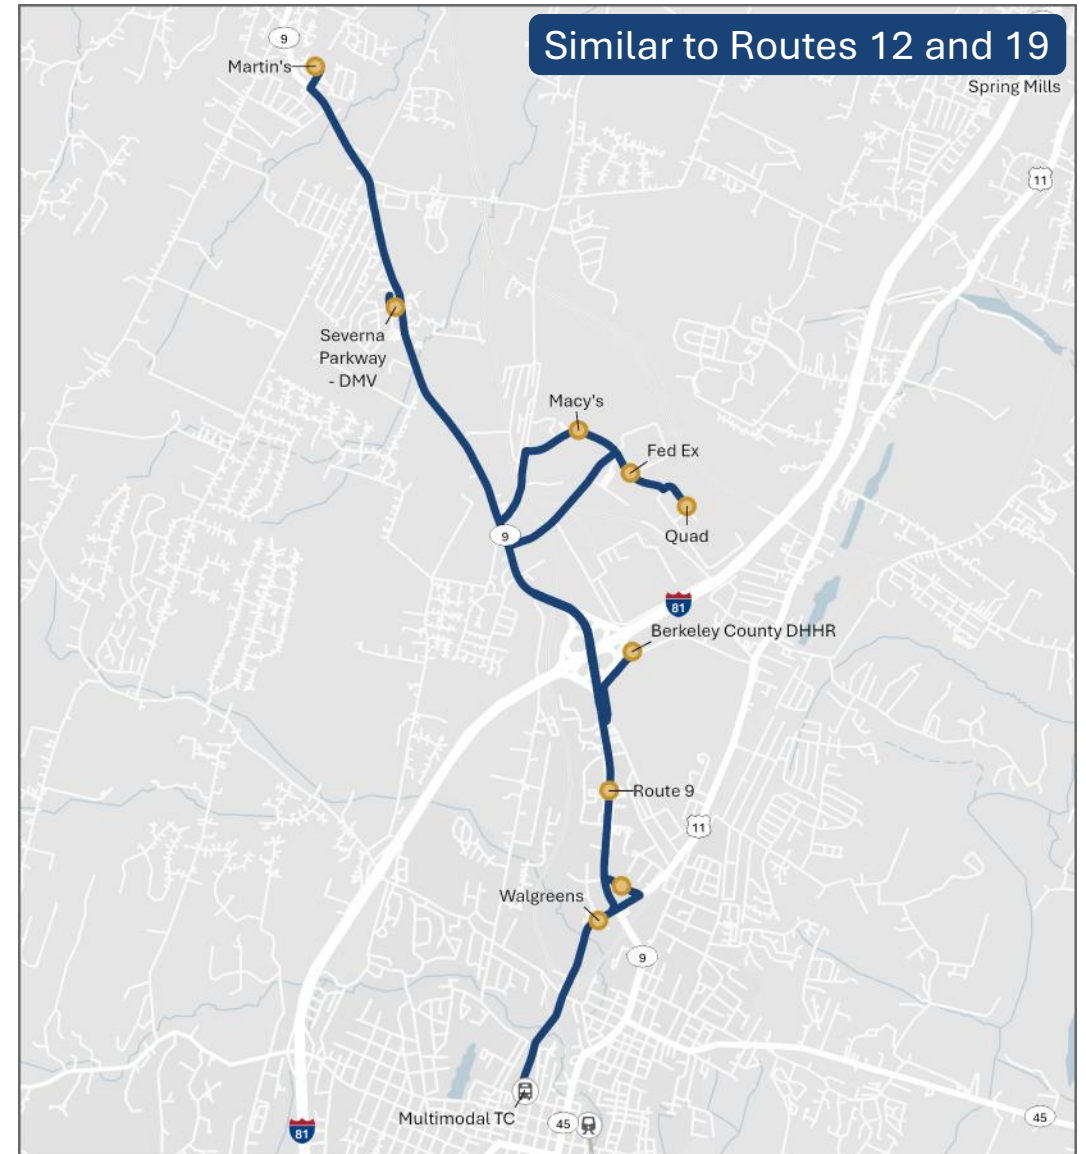 Similar to Routes 12 and 19
9
Martin's
Spring Mills
11
Severna
Parkway
- DMV
Macy's
Fed Ex
Quad
9
81
Berkeley County DHHR
Route 9
11
Walgreens
9
Multimodal TC
45
45
81